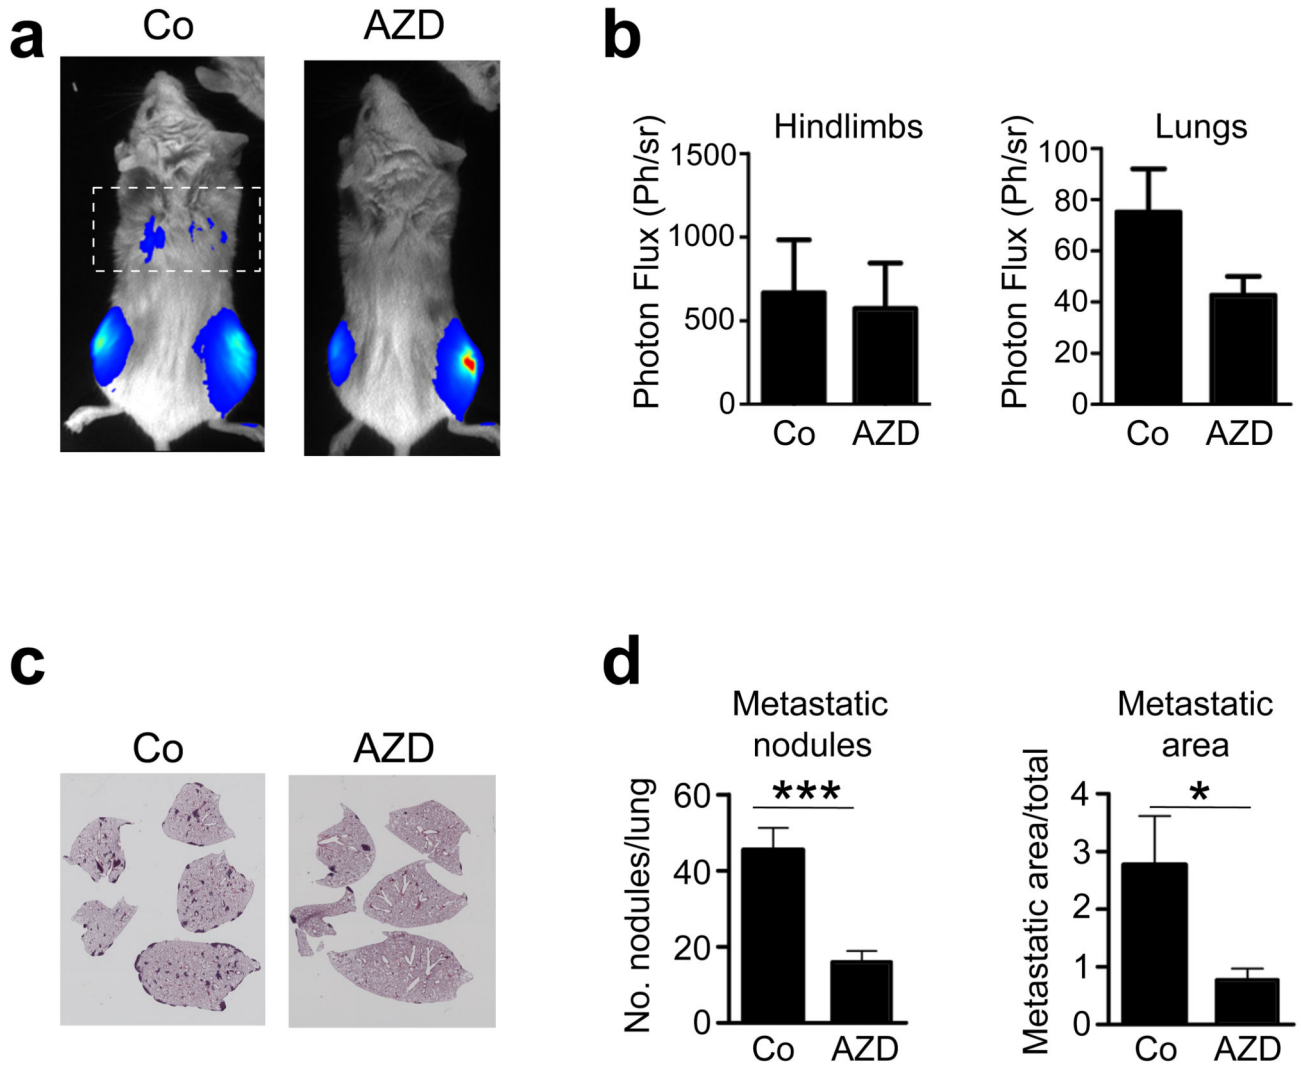 a
Co
AZD
b
Hindlimbs
Photon Flux (Ph/sr)
1500
1000
500
0
Co
AZD
Lungs
Photon Flux (Ph/sr)
100
80
60
40
20
0
Co
AZD
c
Co
AZD
d
Metastatic
nodules
No. nodules/lung
60
40
20
0
***
Co
AZD
Metastatic
area
Metastatic area/total
4
3
2
1
0
*
Co
AZD